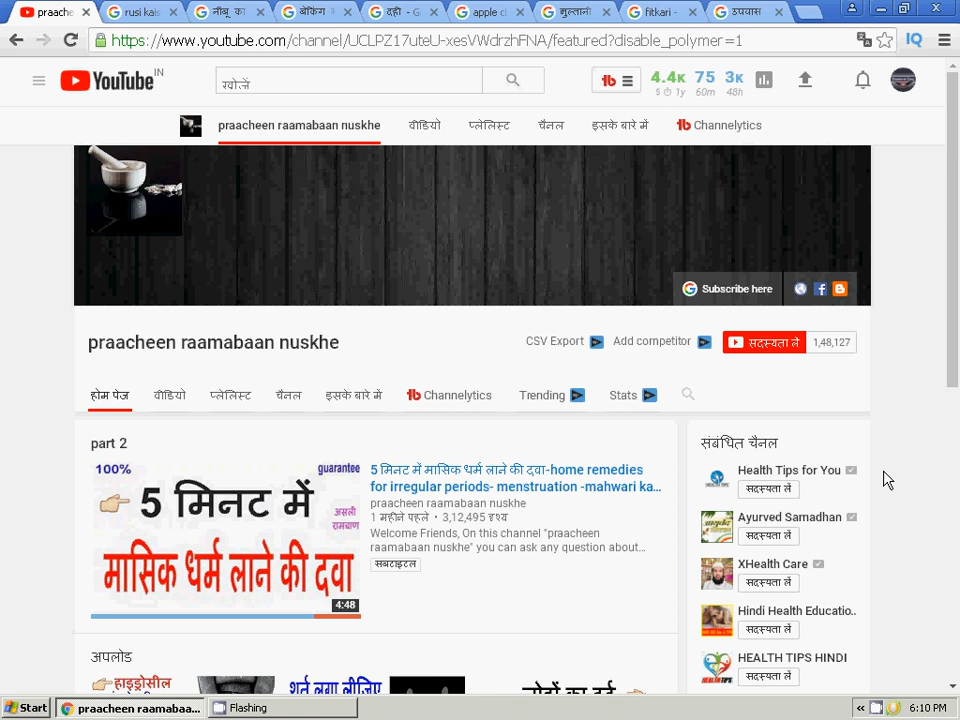 praache
rusi kais
नींबू का
बेकिंग
दही - G
apple ci
मुल्तानी
fitkari -
उपवास
https://www.youtube.com/channel/UCLPZ17uteU-xesVWdrzhFNA/featured?disable_polymer=1
IQ
YouTube IN
खोजें
tb
4.4K 75 3K
1y 60m 48h
praacheen raamabaan nuskhe वीडियो प्लेलिस्ट चैनल इसके बारे में tb Channelytics
G Subscribe here
praacheen raamabaan nuskhe
CSV Export Add competitor सदस्यता लें 1,48,127
होम पेज वीडियो प्लेलिस्ट चैनल इसके बारे में tb Channelytics Trending Stats
part 2
100% guarantee
5 मिनट में
असली
रामबाण
मासिक धर्म लाने की दवा
4:48
5 मिनट में मासिक धर्म लाने की दवा-home remedies
for irregular periods- menstruation -mahwari ka...
praacheen raamabaan nuskhe
1 महीने पहले • 3,12,495 दृश्य
Welcome Friends, On this channel "praacheen
raamabaan nuskhe" you can ask any question about...
सबटाइटल
संबंधित चैनल
Health Tips for You
सदस्यता लें
Ayurved Samadhan
सदस्यता लें
XHealth Care
सदस्यता लें
Hindi Health Educatio..
सदस्यता लें
HEALTH TIPS HINDI
सदस्यता लें
अपलोड
हाइड्रोसील
शर्त लगा लीजिए
Start praacheen raamabaa... Flashing 6:10 PM